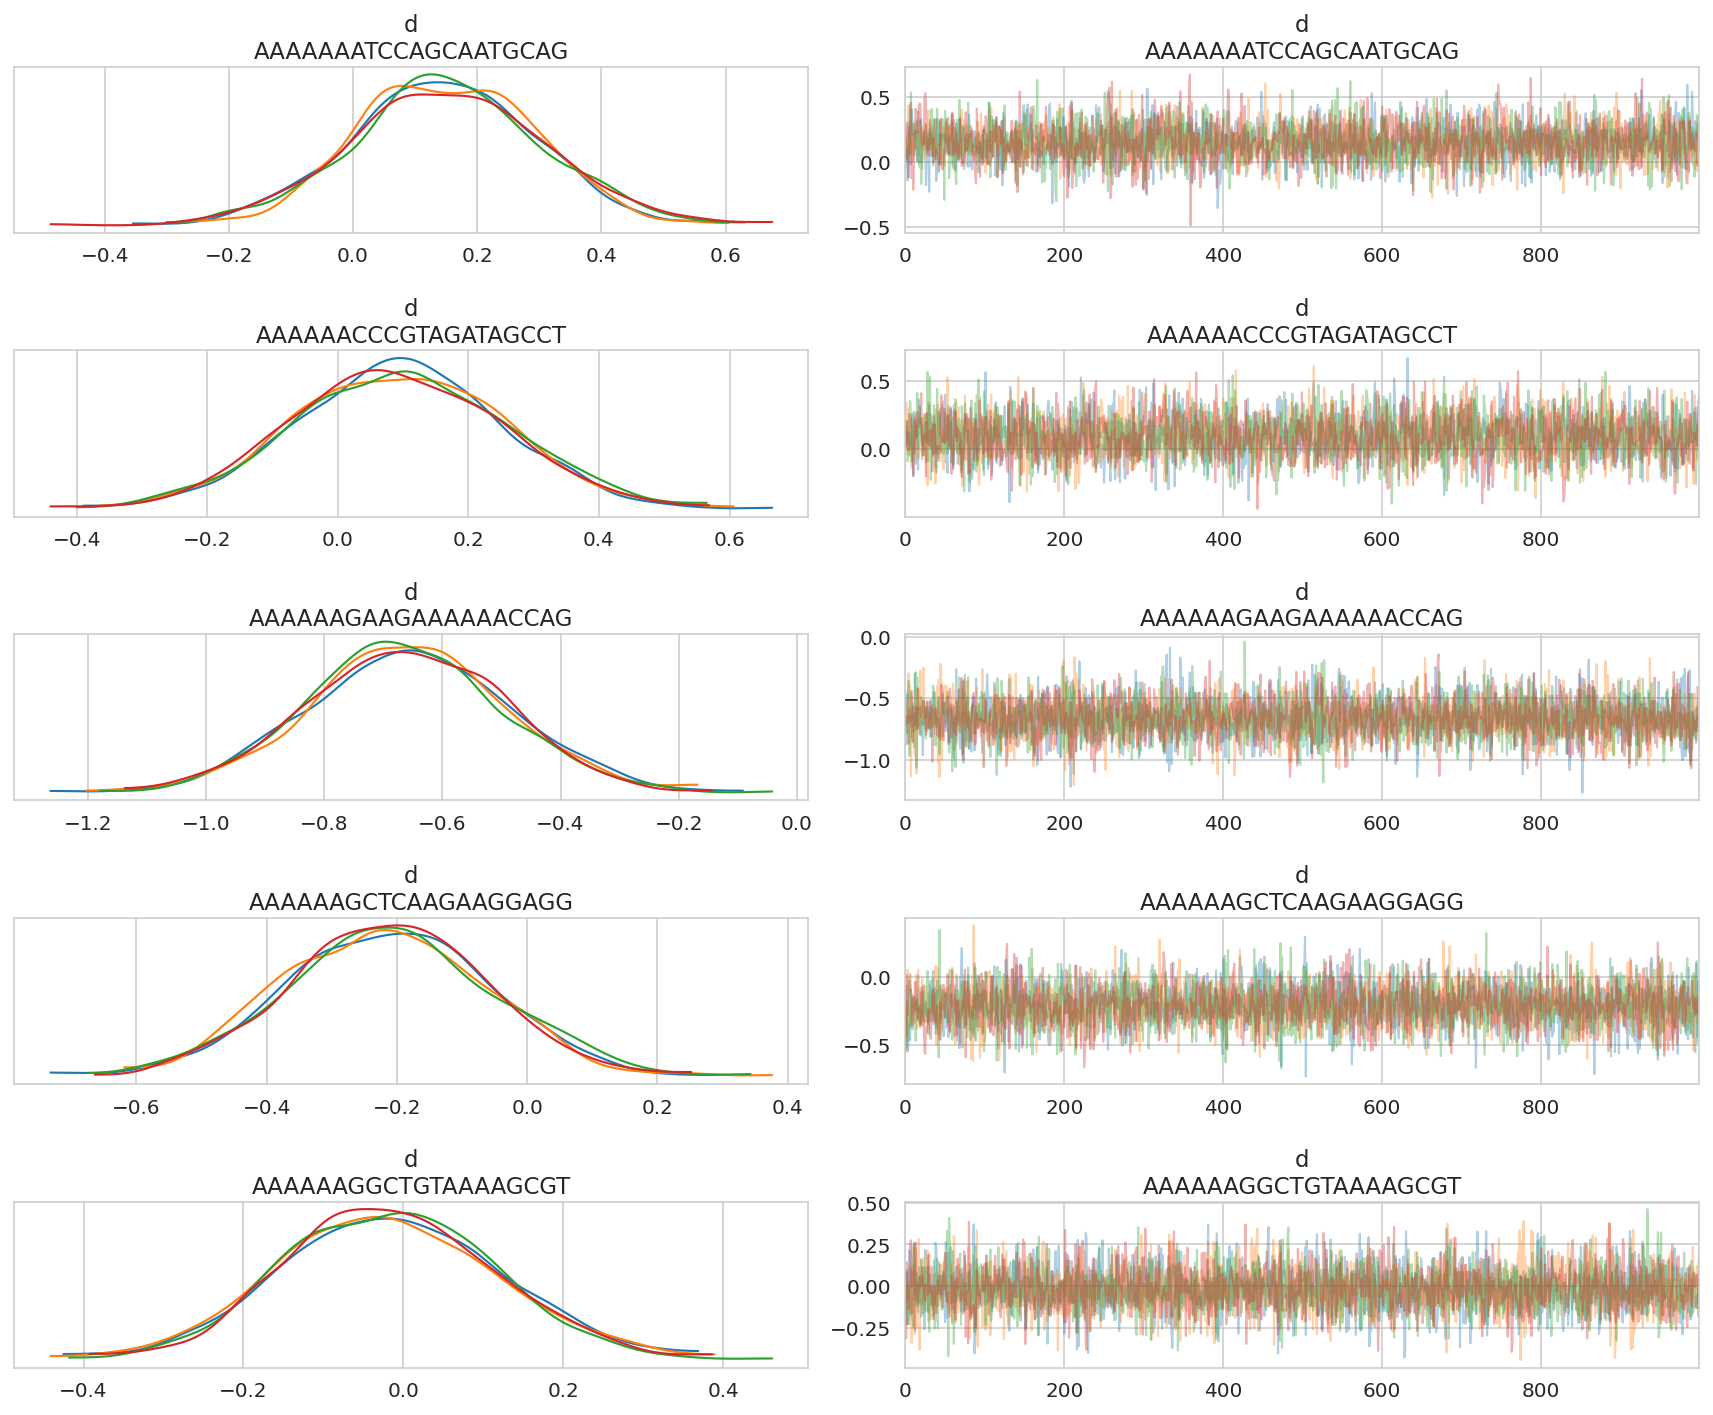 d
AAAAAAATCCAGCAATGCAG
−0.4 −0.2 0.0 0.2 0.4 0.6
d
AAAAAAATCCAGCAATGCAG
0.5
0.0
−0.5
0 200 400 600 800
d
AAAAAACCCGTAGATAGCCT
−0.4 −0.2 0.0 0.2 0.4 0.6
d
AAAAAACCCGTAGATAGCCT
0.5
0.0
0 200 400 600 800
d
AAAAAAGAAGAAAAAACCAG
−1.2 −1.0 −0.8 −0.6 −0.4 −0.2 0.0
d
AAAAAAGAAGAAAAAACCAG
0.0
−0.5
−1.0
0 200 400 600 800
d
AAAAAAGCTCAAGAAGGAGG
−0.6 −0.4 −0.2 0.0 0.2 0.4
d
AAAAAAGCTCAAGAAGGAGG
0.0
−0.5
0 200 400 600 800
d
AAAAAAGGCTGTAAAAGCGT
−0.4 −0.2 0.0 0.2 0.4
d
AAAAAAGGCTGTAAAAGCGT
0.50
0.25
0.00
−0.25
0 200 400 600 800